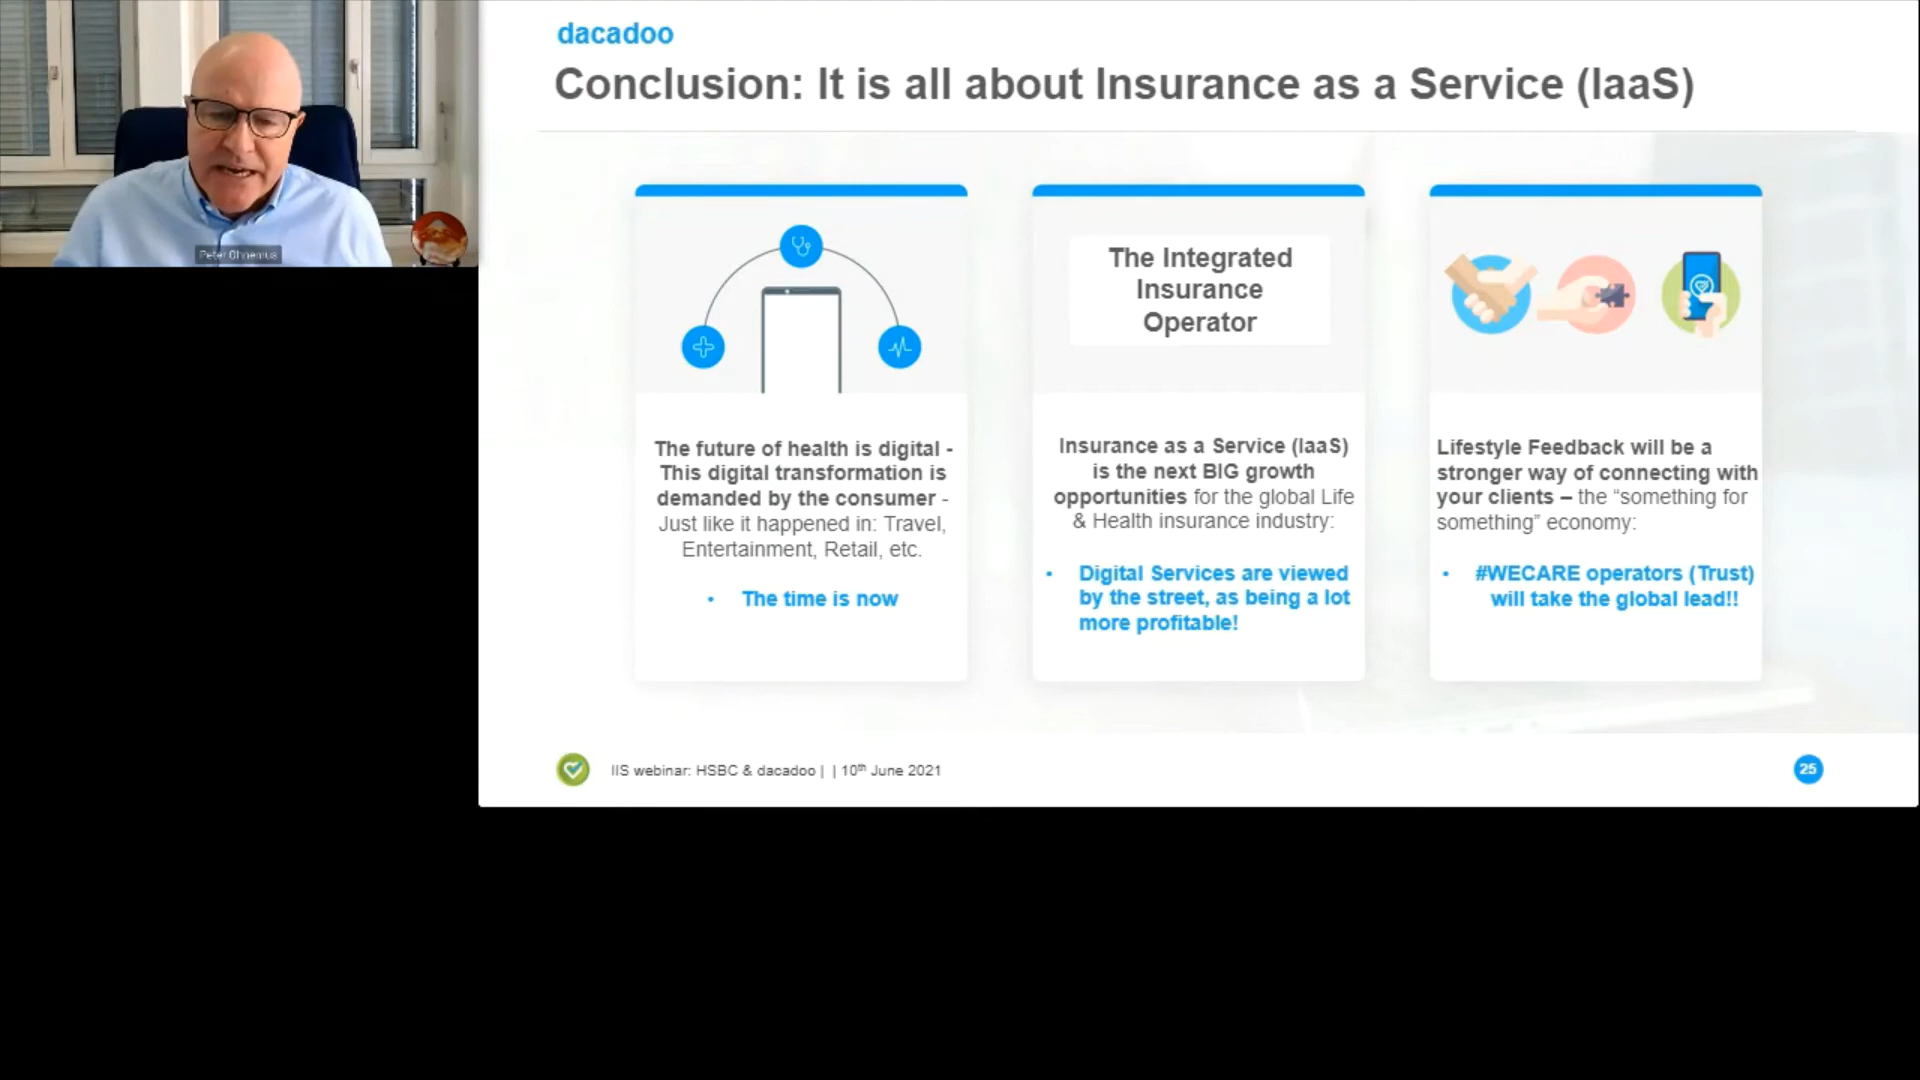 dacadoo
Conclusion: It is all about Insurance as a Service (IaaS)
Peter Ohnemus
The future of health is digital -
This digital transformation is
demanded by the consumer -
Just like it happened in: Travel,
Entertainment, Retail, etc.
• The time is now
The Integrated
Insurance
Operator
Insurance as a Service (IaaS)
is the next BIG growth
opportunities for the global Life
& Health insurance industry:
• Digital Services are viewed
by the street, as being a lot
more profitable!
Lifestyle Feedback will be a
stronger way of connecting with
your clients – the “something for
something” economy:
• #WECARE operators (Trust)
will take the global lead!!
IIS webinar: HSBC & dacadoo | | 10th June 2021
25